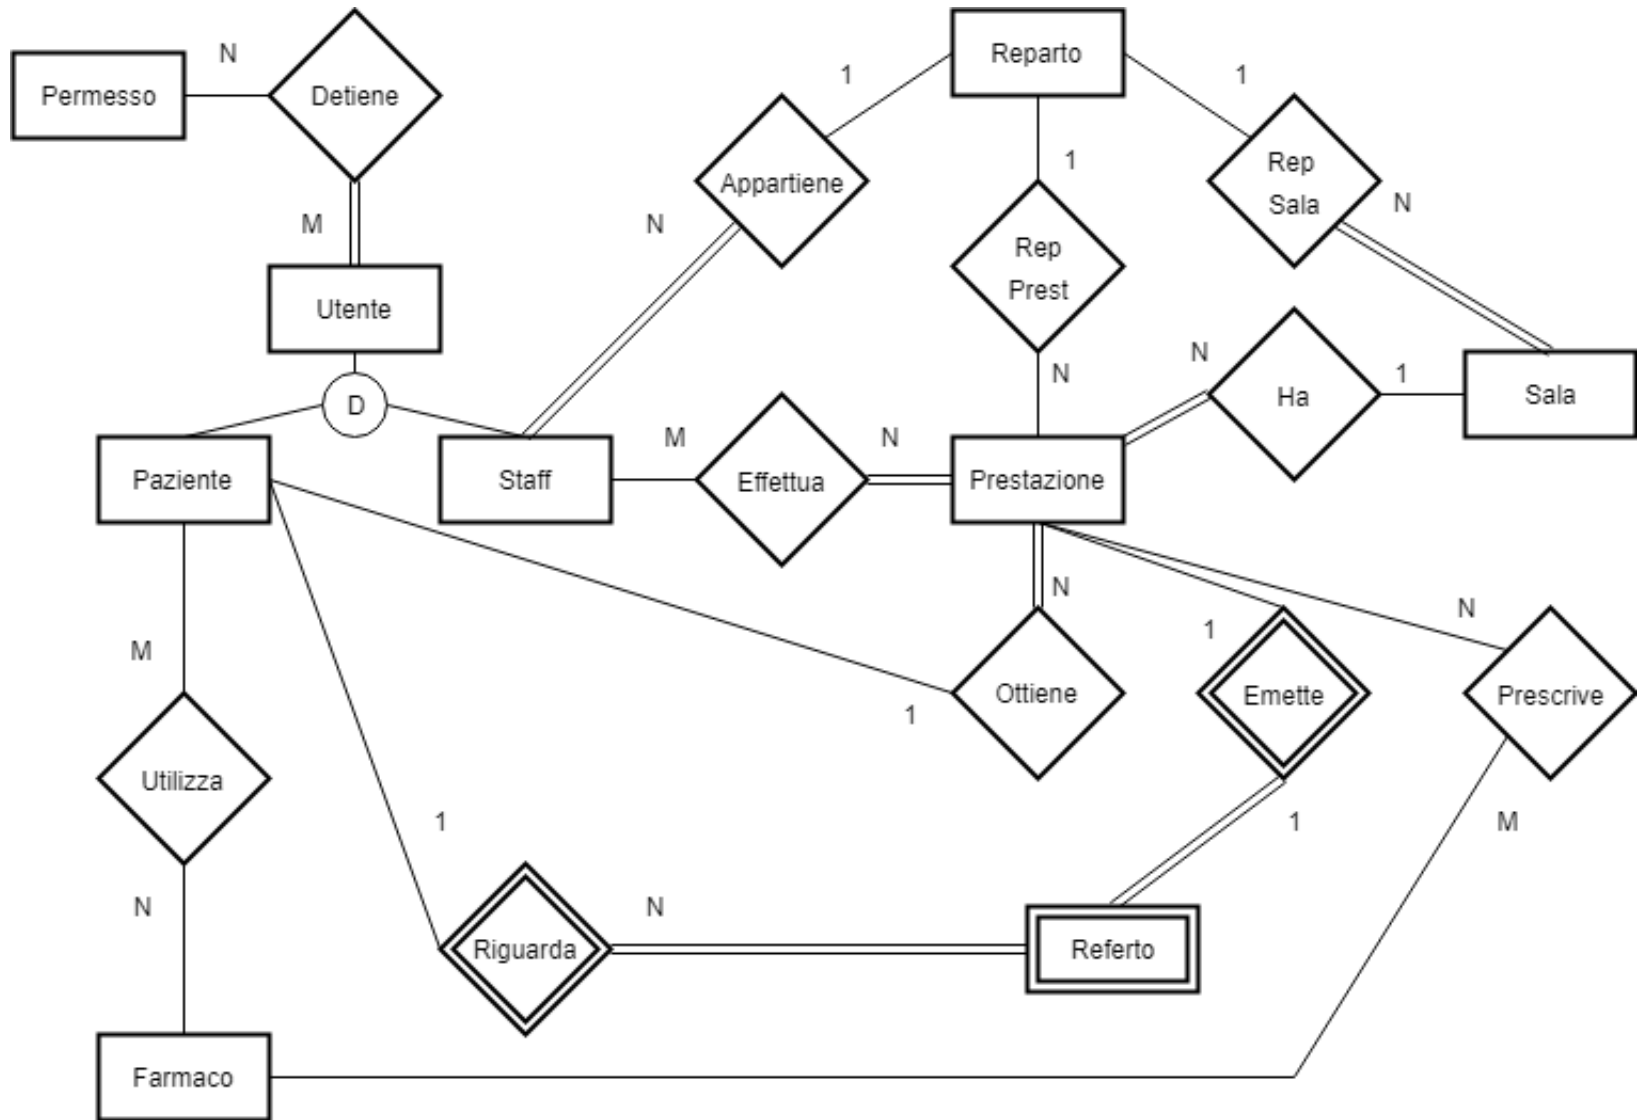 Reparto
N
1
1
Permesso
Detiene
1
Rep
Sala
Appartiene
N
M
N
Rep
Prest
Utente
N
N
1
D
Ha
Sala
M
N
Paziente
Staff
Effettua
Prestazione
N
N
1
M
Ottiene
Emette
Prescrive
1
Utilizza
1
1
M
N
N
Riguarda
Referto
Farmaco